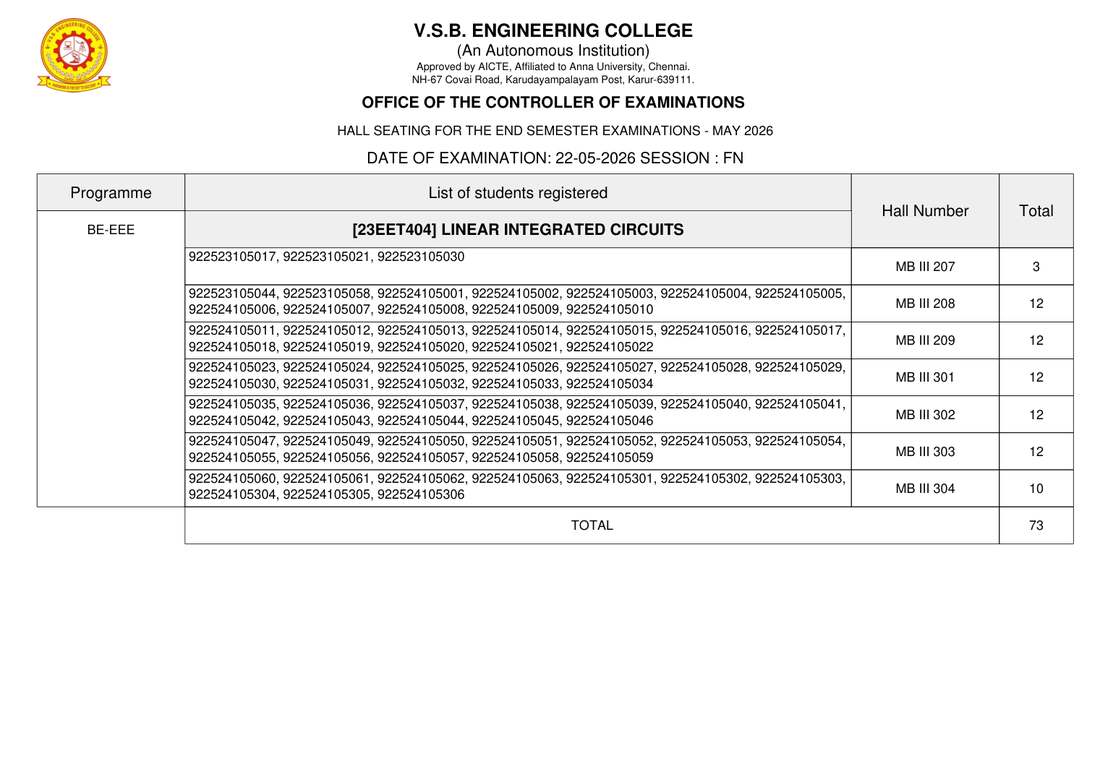 V.S.B. ENGINEERING COLLEGE
(An Autonomous Institution)
Approved by AICTE, Affiliated to Anna University, Chennai.
NH-67 Covai Road, Karudayampalayam Post, Karur-639111.
OFFICE OF THE CONTROLLER OF EXAMINATIONS
HALL SEATING FOR THE END SEMESTER EXAMINATIONS - MAY 2026
DATE OF EXAMINATION: 22-05-2026 SESSION : FN
Programme List of students registered Hall Number Total
BE-EEE [23EET404] LINEAR INTEGRATED CIRCUITS
922523105017, 922523105021, 922523105030 MB III 207 3
922523105044, 922523105058, 922524105001, 922524105002, 922524105003, 922524105004, 922524105005,
922524105006, 922524105007, 922524105008, 922524105009, 922524105010 MB III 208 12
922524105011, 922524105012, 922524105013, 922524105014, 922524105015, 922524105016, 922524105017,
922524105018, 922524105019, 922524105020, 922524105021, 922524105022 MB III 209 12
922524105023, 922524105024, 922524105025, 922524105026, 922524105027, 922524105028, 922524105029,
922524105030, 922524105031, 922524105032, 922524105033, 922524105034 MB III 301 12
922524105035, 922524105036, 922524105037, 922524105038, 922524105039, 922524105040, 922524105041,
922524105042, 922524105043, 922524105044, 922524105045, 922524105046 MB III 302 12
922524105047, 922524105049, 922524105050, 922524105051, 922524105052, 922524105053, 922524105054,
922524105055, 922524105056, 922524105057, 922524105058, 922524105059 MB III 303 12
922524105060, 922524105061, 922524105062, 922524105063, 922524105301, 922524105302, 922524105303,
922524105304, 922524105305, 922524105306 MB III 304 10
TOTAL 73